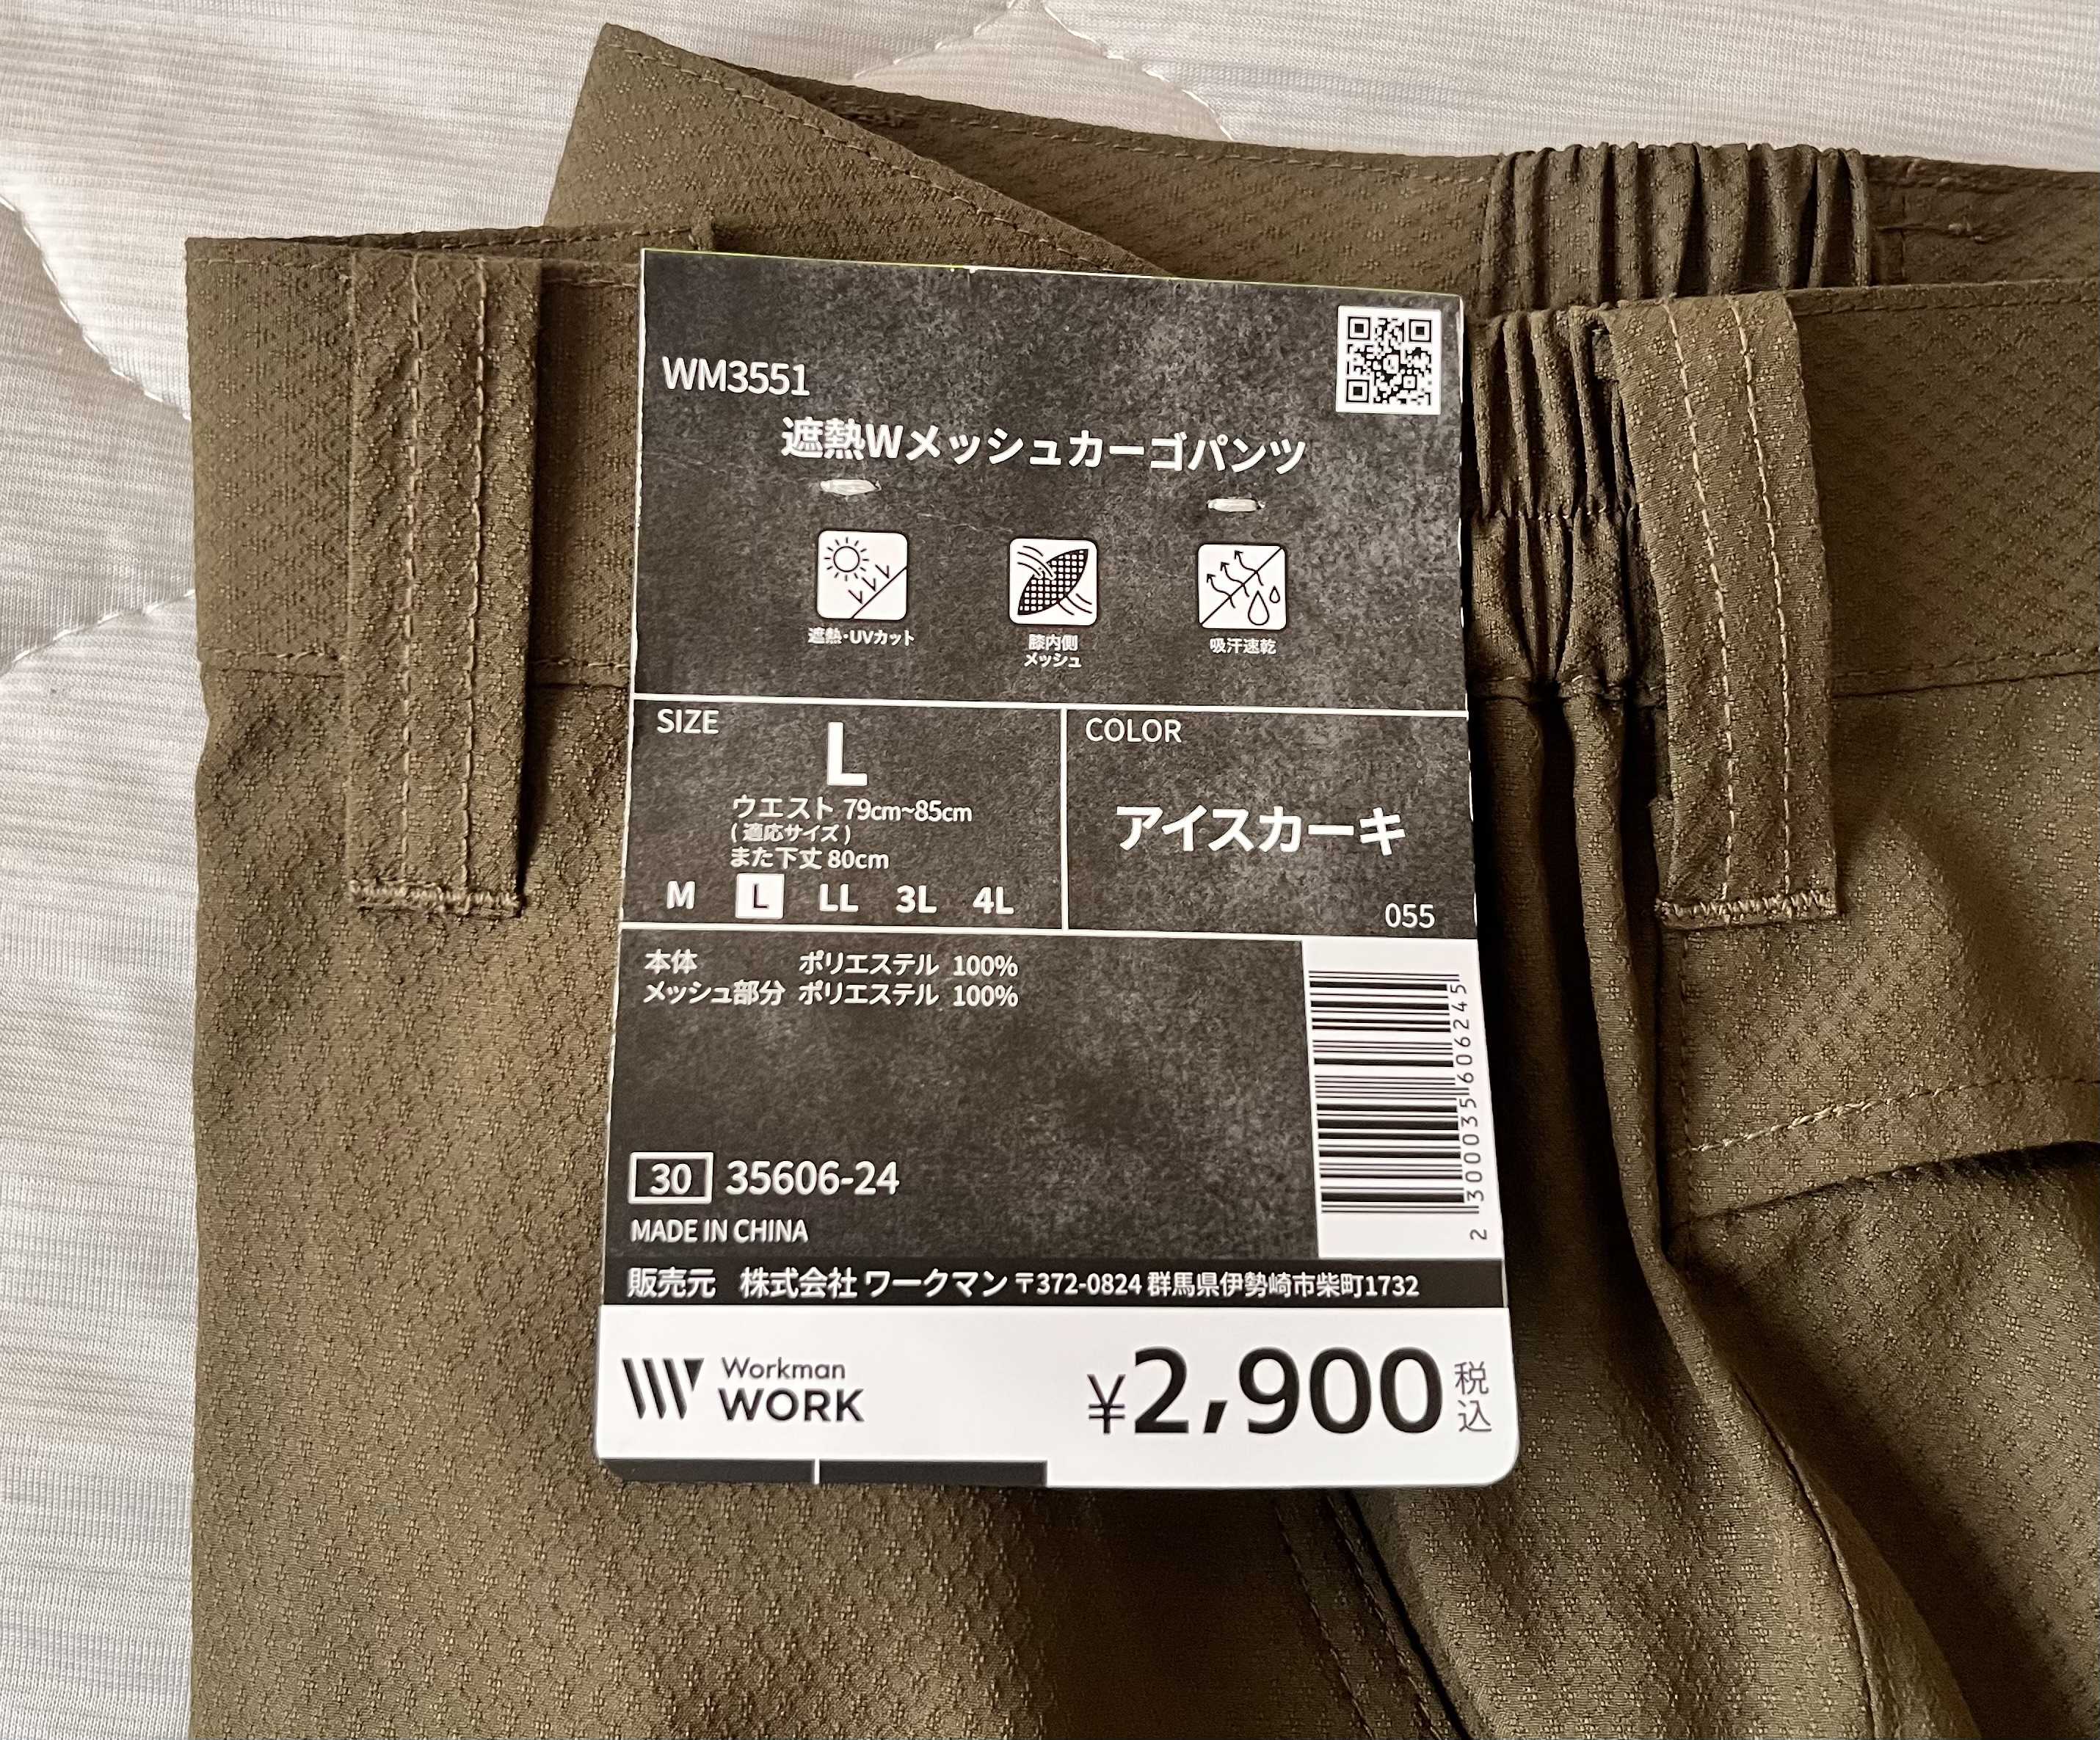 WM3551
遮熱Wメッシュカーゴパンツ
遮熱・UVカット
膝内側
メッシュ
吸汗速乾
SIZE
L
ウエスト 79cm~85cm
(適応サイズ)
また下丈 80cm
M L LL 3L 4L
COLOR
アイスカーキ
055
本体 ポリエステル 100%
メッシュ部分 ポリエステル 100%
2300035606245
30 35606-24
MADE IN CHINA
販売元 株式会社 ワークマン 〒372-0824 群馬県伊勢崎市柴町1732
Workman
WORK
¥2,900 税込